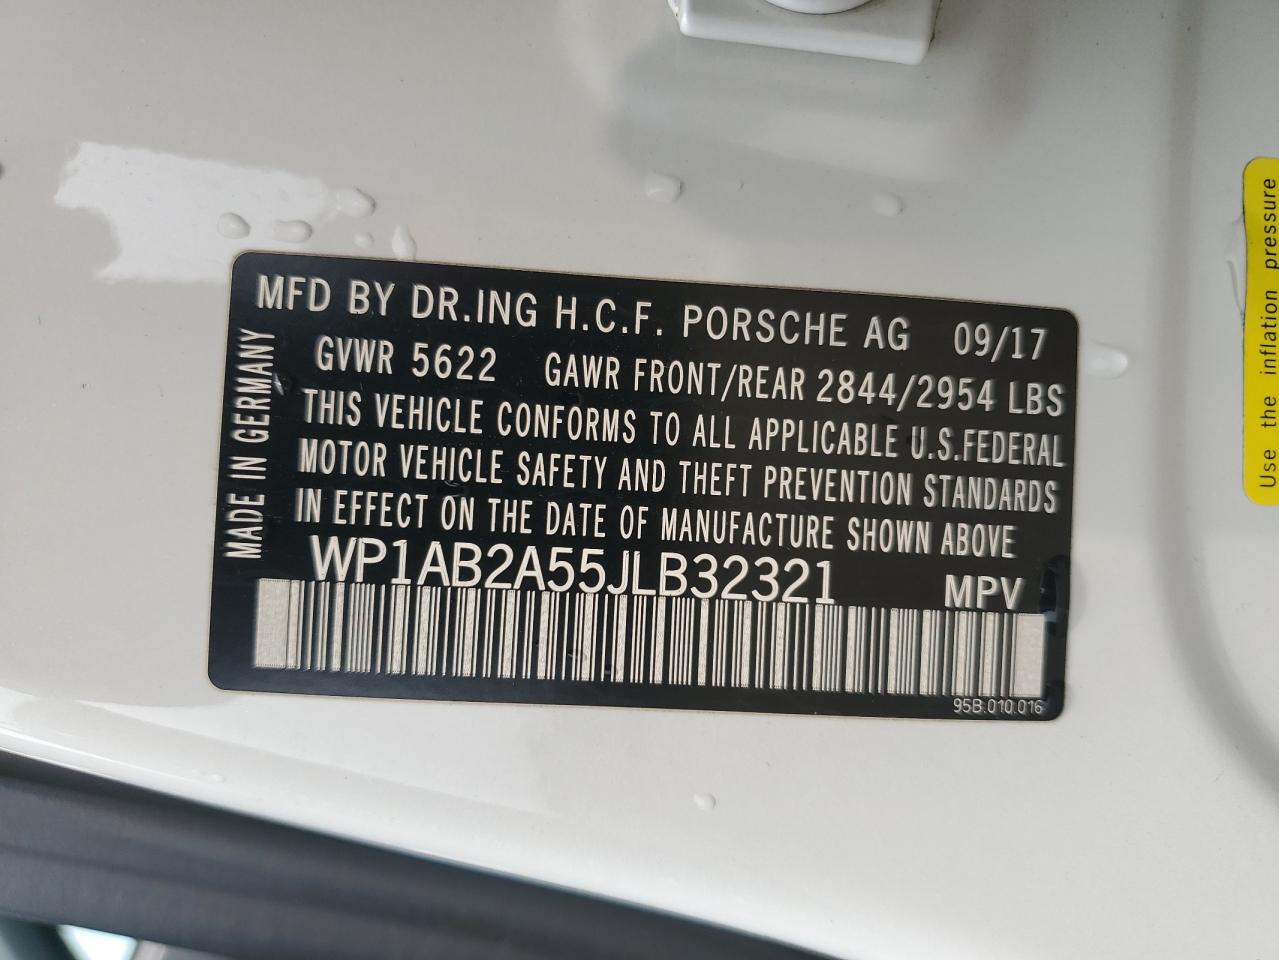 MFD BY DR.ING H.C.F. PORSCHE AG 09/17
GVWR 5622 GAWR FRONT/REAR 2844/2954 LBS
THIS VEHICLE CONFORMS TO ALL APPLICABLE U.S.FEDERAL
MOTOR VEHICLE SAFETY AND THEFT PREVENTION STANDARDS
IN EFFECT ON THE DATE OF MANUFACTURE SHOWN ABOVE
WP1AB2A55JLB32321 MPV
95B.010.016
MADE IN GERMANY
Use the inflation pressure